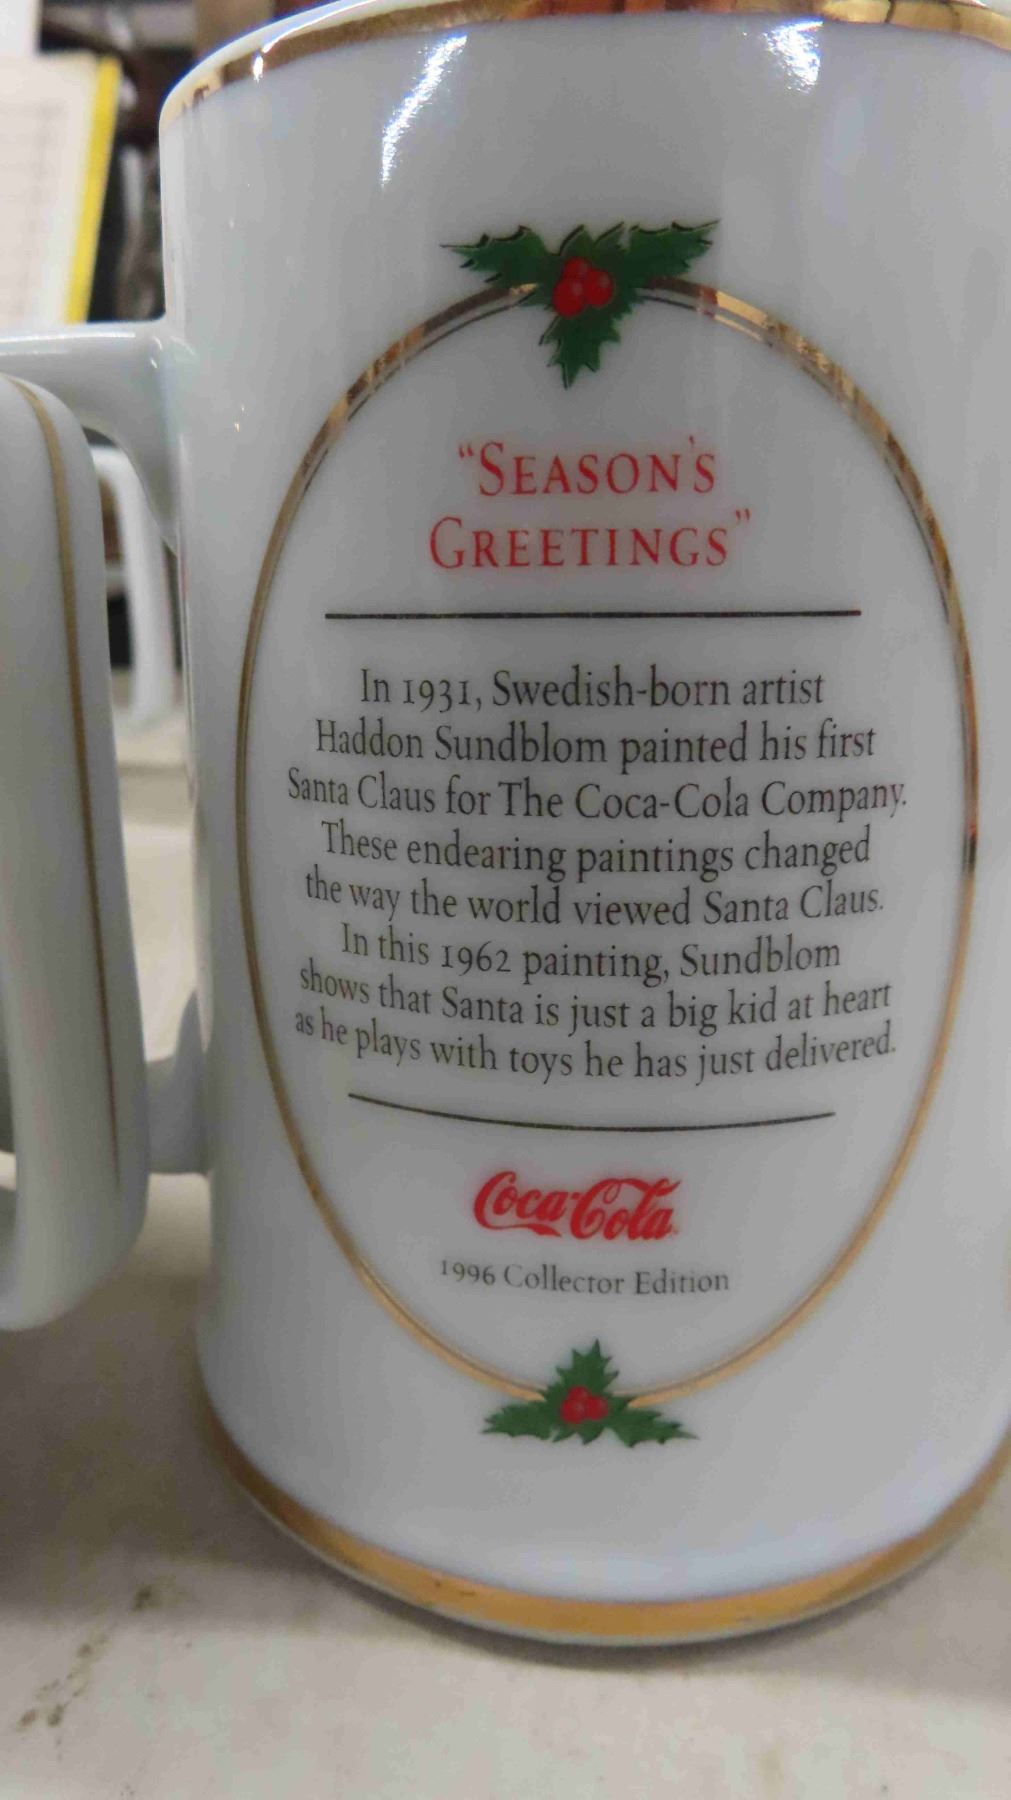 "SEASON'S
GREETINGS"
In 1931, Swedish-born artist
Haddon Sundblom painted his first
Santa Claus for The Coca-Cola Company.
These endearing paintings changed
the way the world viewed Santa Claus.
In this 1962 painting, Sundblom
shows that Santa is just a big kid at heart
as he plays with toys he has just delivered.
Coca-Cola
1996 Collector Edition